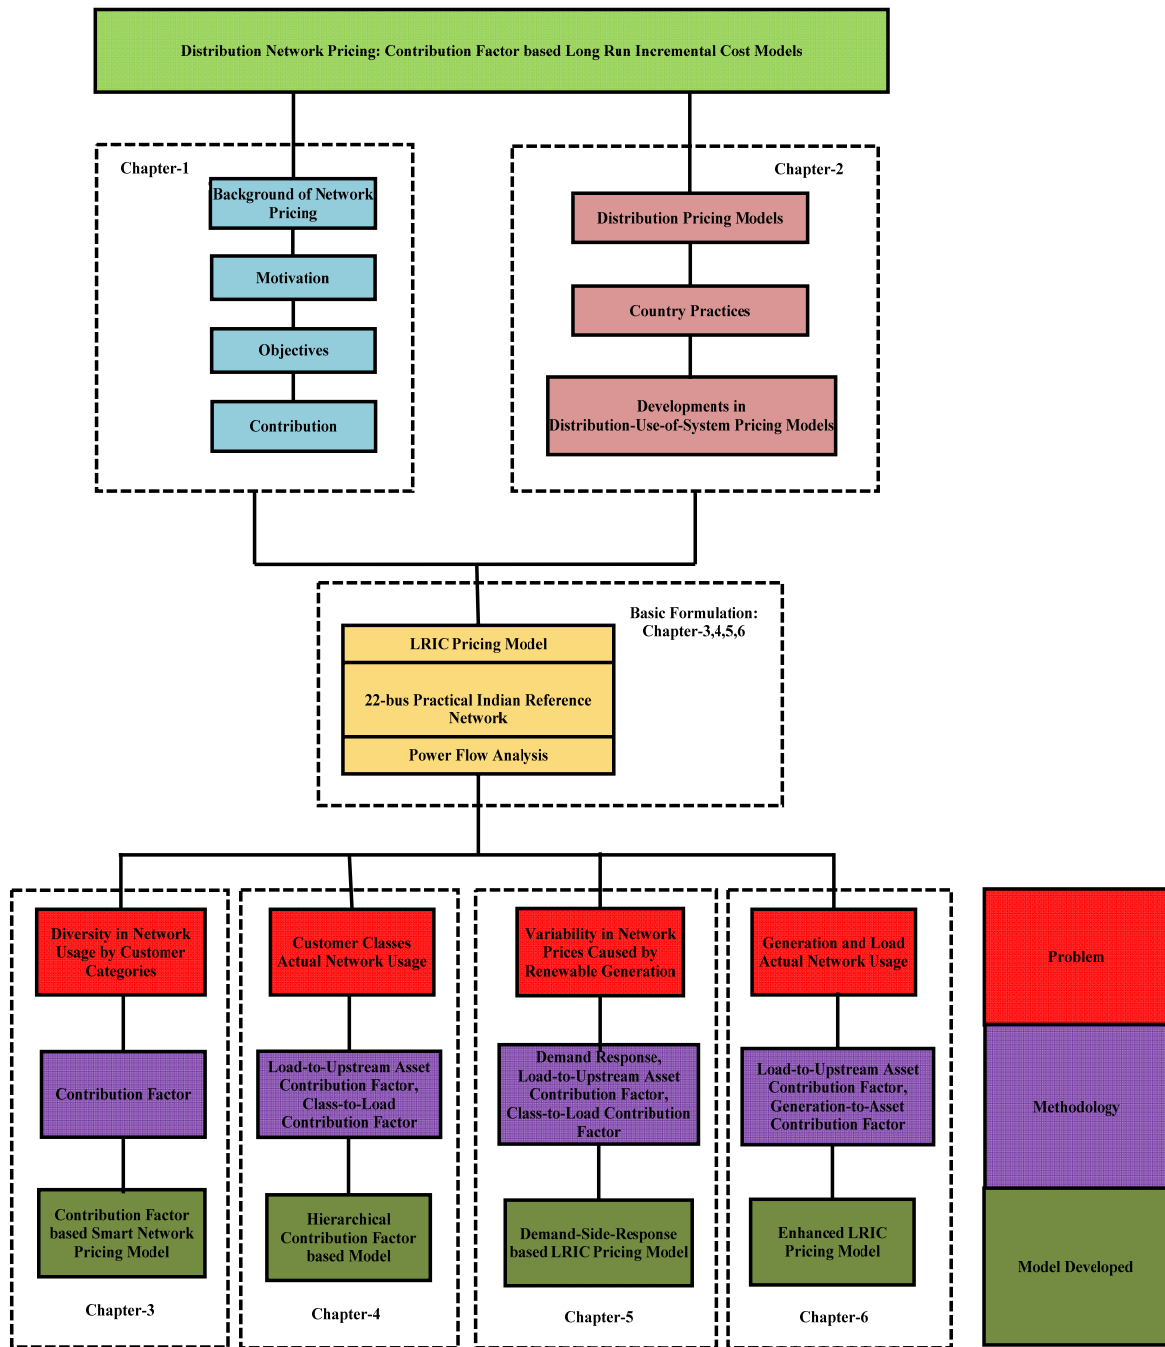 Distribution Network Pricing: Contribution Factor based Long Run Incremental Cost Models
Chapter-1
Background of Network
Pricing
Motivation
Objectives
Contribution
Chapter-2
Distribution Pricing Models
Country Practices
Developments in
Distribution-Use-of-System Pricing Models
Basic Formulation:
Chapter-3,4,5,6
LRIC Pricing Model
22-bus Practical Indian Reference
Network
Power Flow Analysis
Diversity in Network
Usage by Customer
Categories
Contribution Factor
Contribution Factor
based Smart Network
Pricing Model
Chapter-3
Customer Classes
Actual Network Usage
Load-to-Upstream Asset
Contribution Factor,
Class-to-Load
Contribution Factor
Hierarchical
Contribution Factor
based Model
Chapter-4
Variability in Network
Prices Caused by
Renewable Generation
Demand Response,
Load-to-Upstream Asset
Contribution Factor,
Class-to-Load Contribution
Factor
Demand-Side-Response
based LRIC Pricing Model
Chapter-5
Generation and Load
Actual Network Usage
Load-to-Upstream Asset
Contribution Factor,
Generation-to-Asset
Contribution Factor
Enhanced LRIC
Pricing Model
Chapter-6
Problem
Methodology
Model Developed